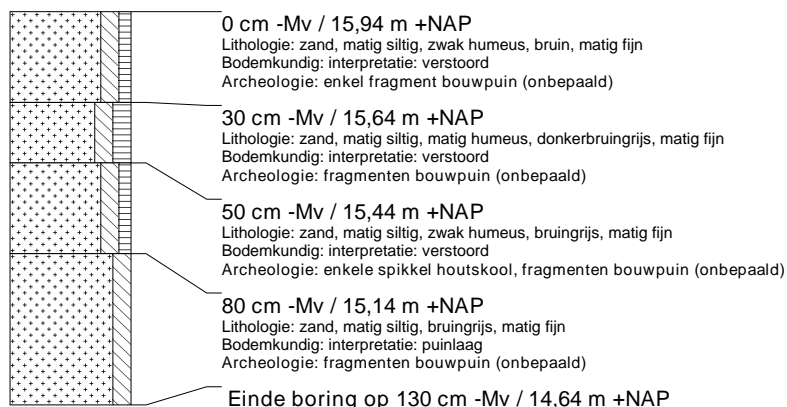 0 cm -Mv / 15,94 m +NAP
Lithologie: zand, matig siltig, zwak humeus, bruin, matig fijn
Bodemkundig: interpretatie: verstoord
Archeologie: enkel fragment bouwpuin (onbepaald)
30 cm -Mv / 15,64 m +NAP
Lithologie: zand, matig siltig, matig humeus, donkerbruingrijs, matig fijn
Bodemkundig: interpretatie: verstoord
Archeologie: fragmenten bouwpuin (onbepaald)
50 cm -Mv / 15,44 m +NAP
Lithologie: zand, matig siltig, zwak humeus, bruingrijs, matig fijn
Bodemkundig: interpretatie: verstoord
Archeologie: enkele spikkel houtskool, fragmenten bouwpuin (onbepaald)
80 cm -Mv / 15,14 m +NAP
Lithologie: zand, matig siltig, bruingrijs, matig fijn
Bodemkundig: interpretatie: puinlaag
Archeologie: fragmenten bouwpuin (onbepaald)
Einde boring op 130 cm -Mv / 14,64 m +NAP